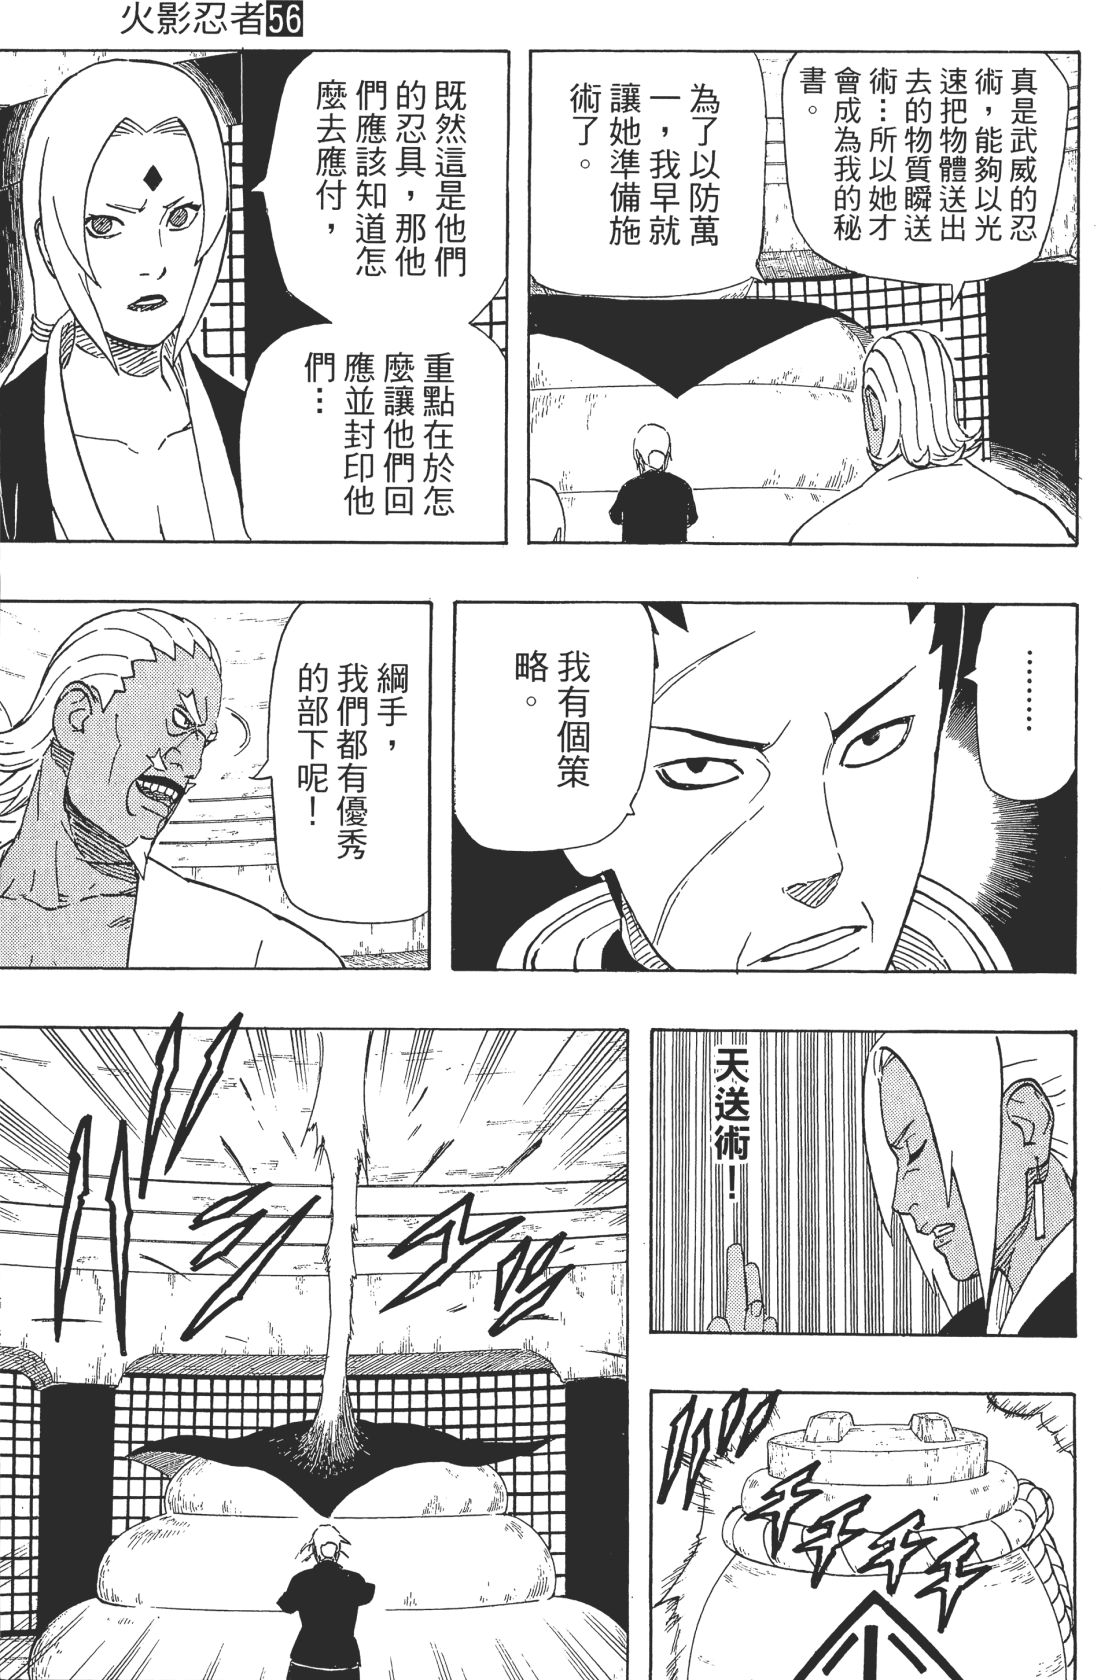 火影忍者56
真是武威的忍
術，能夠以光
速把物體送出
去的物質瞬送
術…所以她才
會成為我的秘
書。
為了以防萬
一，我早就
讓她準備施
術了。
既然這是他們
的忍具，那他
們應該知道怎
麼去應付，
重點在於怎
麼讓他們回
應並封印他
們…
………
我有個策
略。
綱手，
我們都有優秀
的部下呢！
天送術！